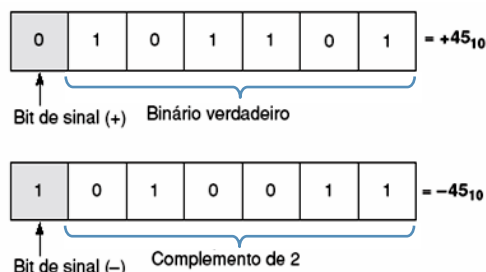 0 1 0 1 1 0 1 = +45₁₀
Bit de sinal (+) Binário verdadeiro
1 0 1 0 0 1 1 = –45₁₀
Bit de sinal (–) Complemento de 2